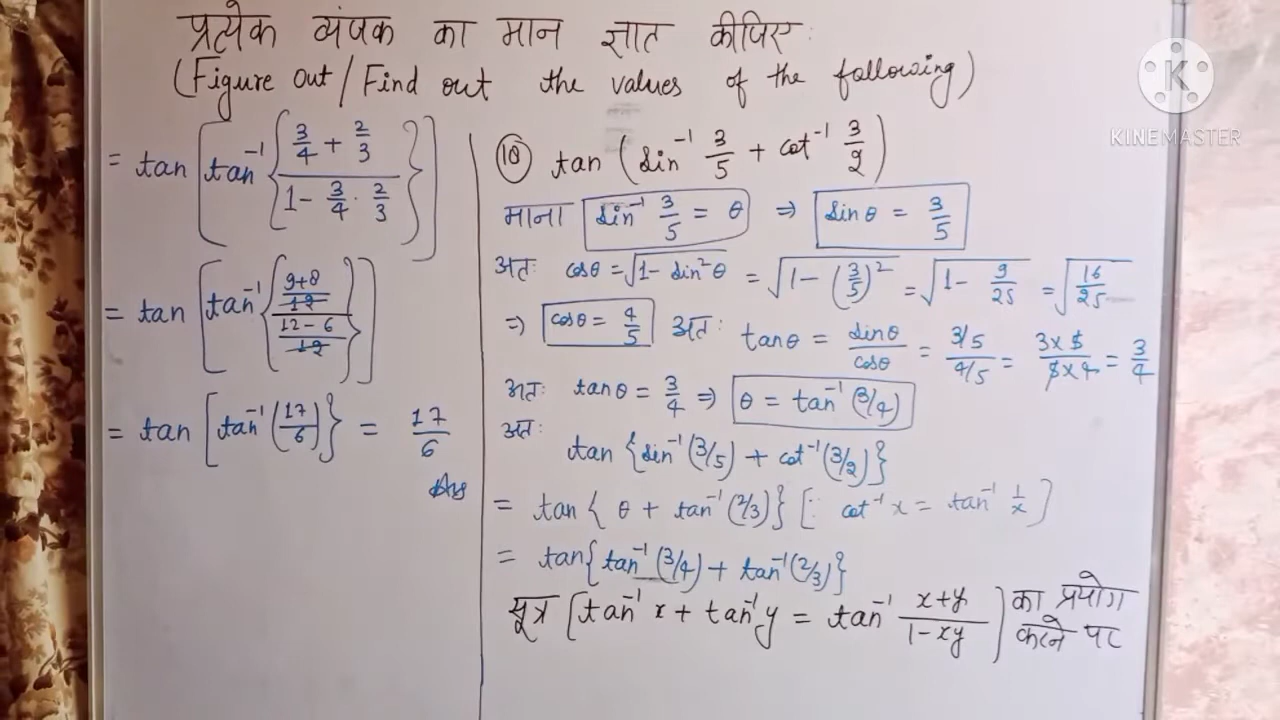 प्रत्येक व्यंजक का मान ज्ञात कीजिए:
(Figure out / Find out the values of the following)
KINEMASTER
⑩ tan (sin⁻¹ 3/5 + cot⁻¹ 3/2)
माना sin⁻¹ 3/5 = θ ⇒ sinθ = 3/5
अतः cosθ = √(1 - sin²θ) = √(1 - (3/5)²) = √(1 - 9/25) = √(16/25)
⇒ cosθ = 4/5 अतः tanθ = sinθ/cosθ = (3/5)/(4/5) = (3×5)/(5×4) = 3/4
अतः tanθ = 3/4 ⇒ θ = tan⁻¹(3/4)
अतः
tan {sin⁻¹(3/5) + cot⁻¹(3/2)}
= tan { θ + tan⁻¹(2/3)} [∵ cot⁻¹ x = tan⁻¹ 1/x]
= tan{tan⁻¹(3/4) + tan⁻¹(2/3)}
सूत्र [tan⁻¹ x + tan⁻¹ y = tan⁻¹ (x+y)/(1-xy)] का प्रयोग
करने पर
= tan [tan⁻¹ {(3/4 + 2/3)/(1 - 3/4 · 2/3)}]
= tan [tan⁻¹ {((9+8)/12)/((12-6)/12)}]
= tan [tan⁻¹ (17/6)} = 17/6
Ans